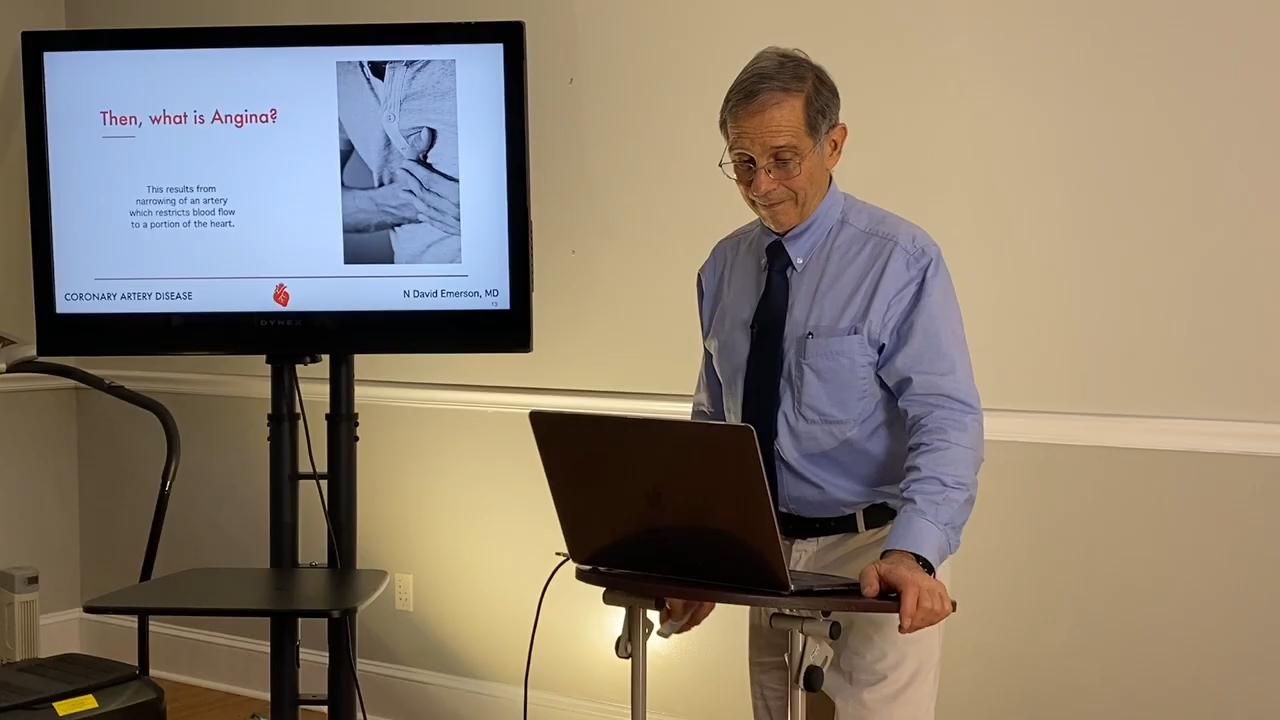 Then, what is Angina?
This results from
narrowing of an artery
which restricts blood flow
to a portion of the heart.
CORONARY ARTERY DISEASE
N David Emerson, MD
13
DYNEX